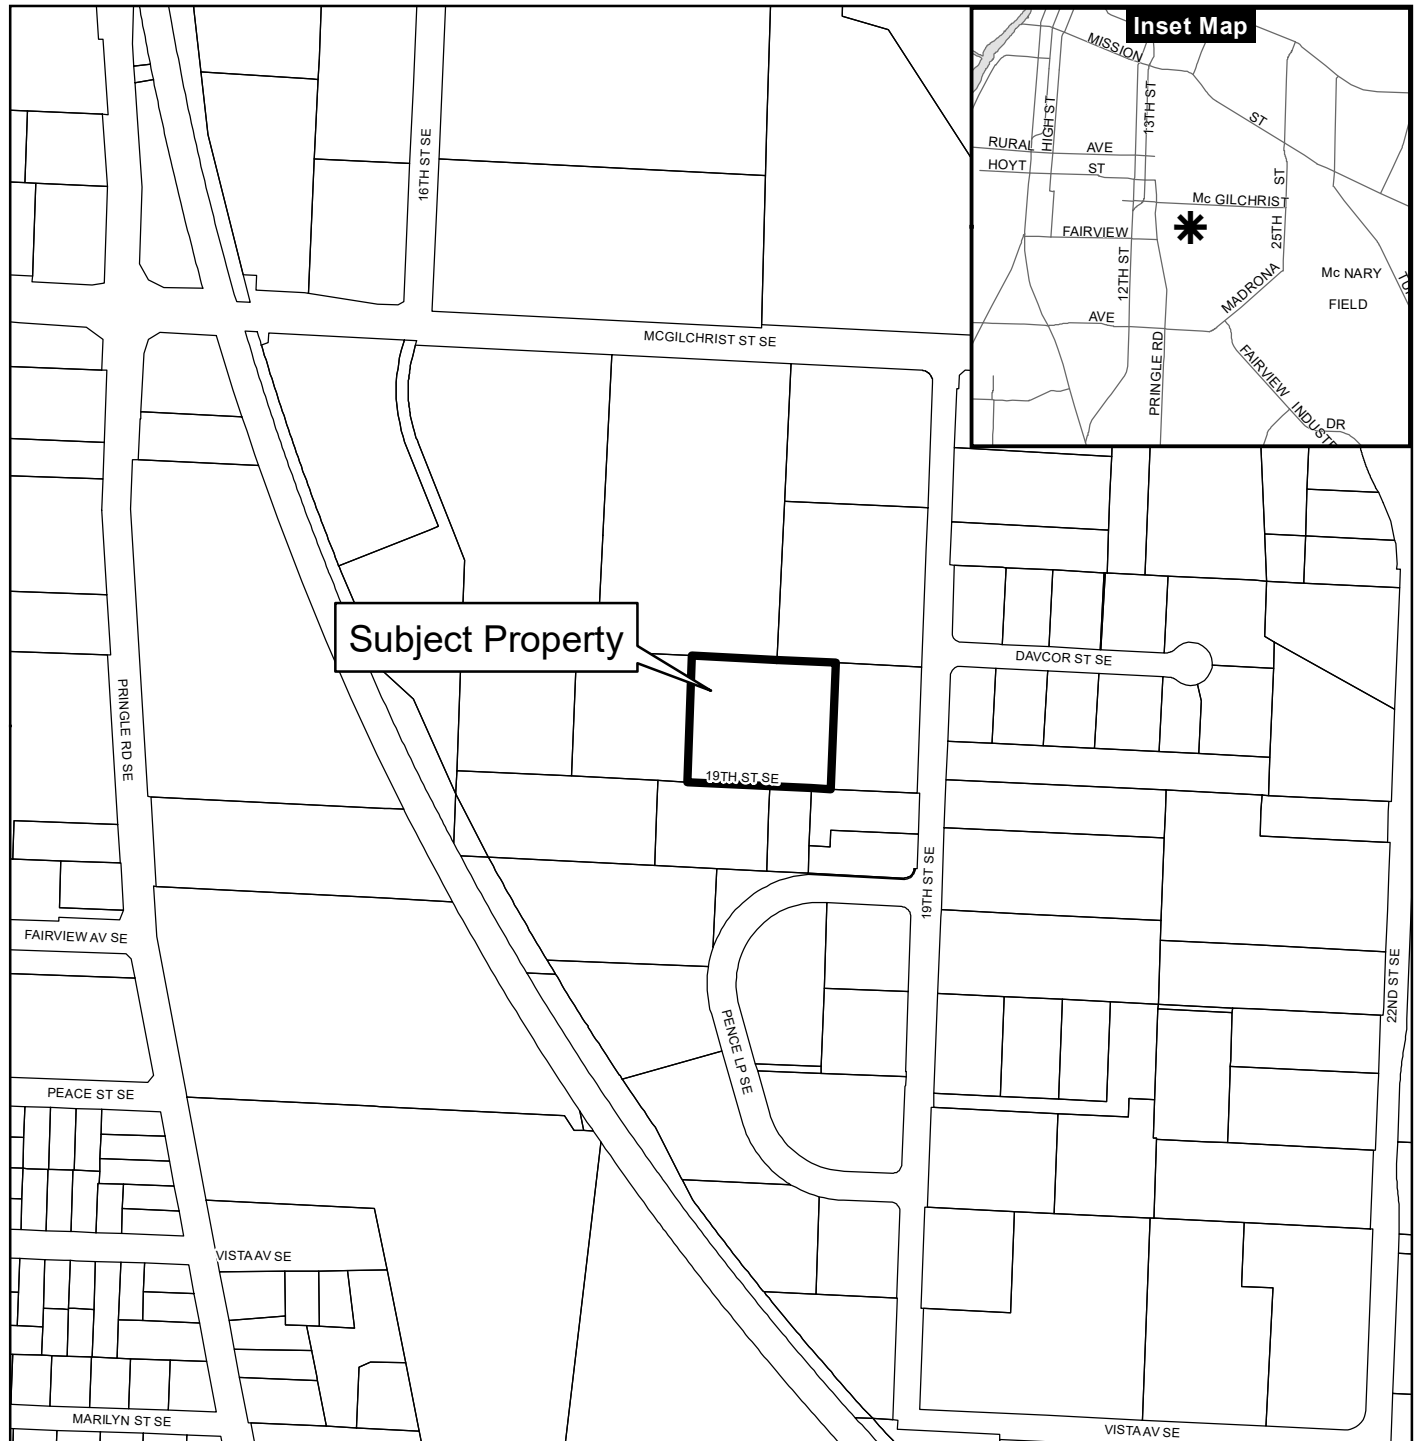 Inset Map
MISSION
ST
HIGH ST
13TH ST
RURAL
AVE
HOYT
ST
Mc GILCHRIST
25TH
ST
FAIRVIEW
12TH ST
MADRONA
Mc NARY
FIELD
AVE
PRINGLE RD
FAIRVIEW
INDUSTR
DR
16TH ST SE
MCGILCHRIST ST SE
Subject Property
DAVCOR ST SE
PRINGLE RD SE
19TH ST SE
19TH ST SE
FAIRVIEW AV SE
22ND ST SE
PENCE LP SE
PEACE ST SE
VISTA AV SE
MARILYN ST SE
VISTA AV SE